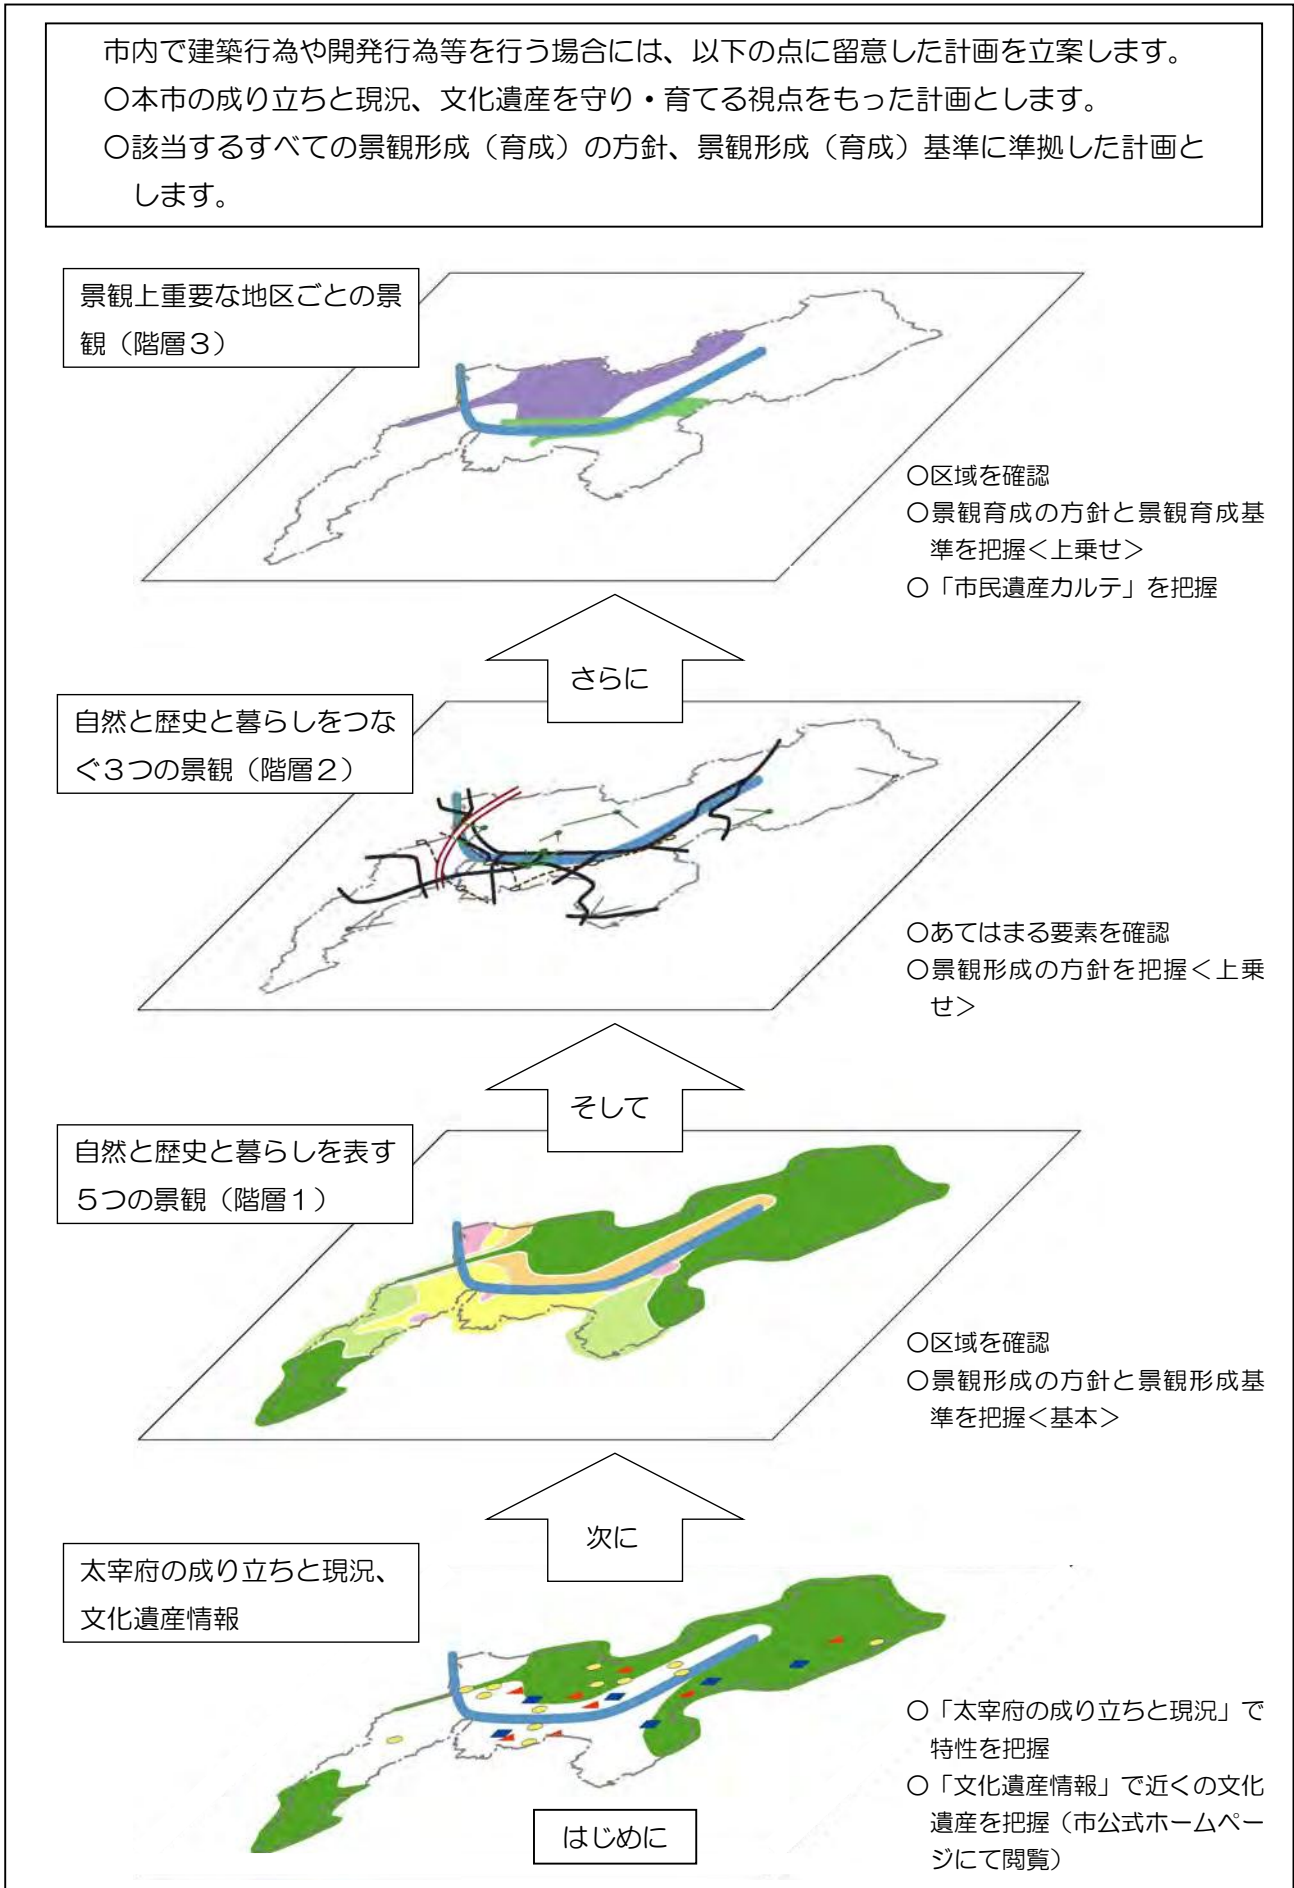 市内で建築行為や開発行為等を行う場合には、以下の点に留意した計画を立案します。
〇本市の成り立ちと現況、文化遺産を守り・育てる視点をもった計画とします。
〇該当するすべての景観形成（育成）の方針、景観形成（育成）基準に準拠した計画と
します。
景観上重要な地区ごとの景
観（階層３）
〇区域を確認
〇景観育成の方針と景観育成基
準を把握＜上乗せ＞
〇「市民遺産カルテ」を把握
さらに
自然と歴史と暮らしをつな
ぐ３つの景観（階層２）
〇あてはまる要素を確認
〇景観形成の方針を把握＜上乗
せ＞
そして
自然と歴史と暮らしを表す
５つの景観（階層１）
〇区域を確認
〇景観形成の方針と景観形成基
準を把握＜基本＞
次に
太宰府の成り立ちと現況、
文化遺産情報
〇「太宰府の成り立ちと現況」で
特性を把握
〇「文化遺産情報」で近くの文化
遺産を把握（市公式ホームペー
ジにて閲覧）
はじめに